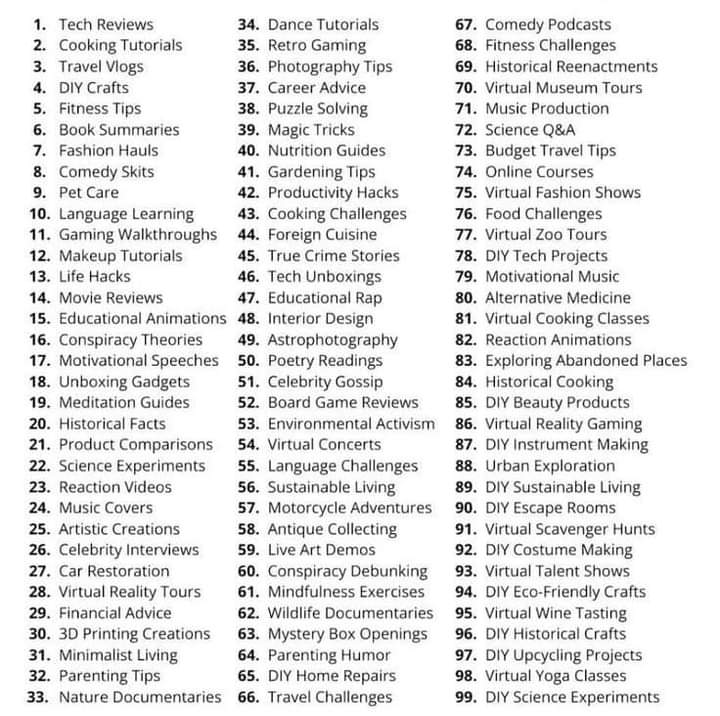 1. Tech Reviews
2. Cooking Tutorials
3. Travel Vlogs
4. DIY Crafts
5. Fitness Tips
6. Book Summaries
7. Fashion Hauls
8. Comedy Skits
9. Pet Care
10. Language Learning
11. Gaming Walkthroughs
12. Makeup Tutorials
13. Life Hacks
14. Movie Reviews
15. Educational Animations
16. Conspiracy Theories
17. Motivational Speeches
18. Unboxing Gadgets
19. Meditation Guides
20. Historical Facts
21. Product Comparisons
22. Science Experiments
23. Reaction Videos
24. Music Covers
25. Artistic Creations
26. Celebrity Interviews
27. Car Restoration
28. Virtual Reality Tours
29. Financial Advice
30. 3D Printing Creations
31. Minimalist Living
32. Parenting Tips
33. Nature Documentaries
34. Dance Tutorials
35. Retro Gaming
36. Photography Tips
37. Career Advice
38. Puzzle Solving
39. Magic Tricks
40. Nutrition Guides
41. Gardening Tips
42. Productivity Hacks
43. Cooking Challenges
44. Foreign Cuisine
45. True Crime Stories
46. Tech Unboxings
47. Educational Rap
48. Interior Design
49. Astrophotography
50. Poetry Readings
51. Celebrity Gossip
52. Board Game Reviews
53. Environmental Activism
54. Virtual Concerts
55. Language Challenges
56. Sustainable Living
57. Motorcycle Adventures
58. Antique Collecting
59. Live Art Demos
60. Conspiracy Debunking
61. Mindfulness Exercises
62. Wildlife Documentaries
63. Mystery Box Openings
64. Parenting Humor
65. DIY Home Repairs
66. Travel Challenges
67. Comedy Podcasts
68. Fitness Challenges
69. Historical Reenactments
70. Virtual Museum Tours
71. Music Production
72. Science Q&A
73. Budget Travel Tips
74. Online Courses
75. Virtual Fashion Shows
76. Food Challenges
77. Virtual Zoo Tours
78. DIY Tech Projects
79. Motivational Music
80. Alternative Medicine
81. Virtual Cooking Classes
82. Reaction Animations
83. Exploring Abandoned Places
84. Historical Cooking
85. DIY Beauty Products
86. Virtual Reality Gaming
87. DIY Instrument Making
88. Urban Exploration
89. DIY Sustainable Living
90. DIY Escape Rooms
91. Virtual Scavenger Hunts
92. DIY Costume Making
93. Virtual Talent Shows
94. DIY Eco-Friendly Crafts
95. Virtual Wine Tasting
96. DIY Historical Crafts
97. DIY Upcycling Projects
98. Virtual Yoga Classes
99. DIY Science Experiments